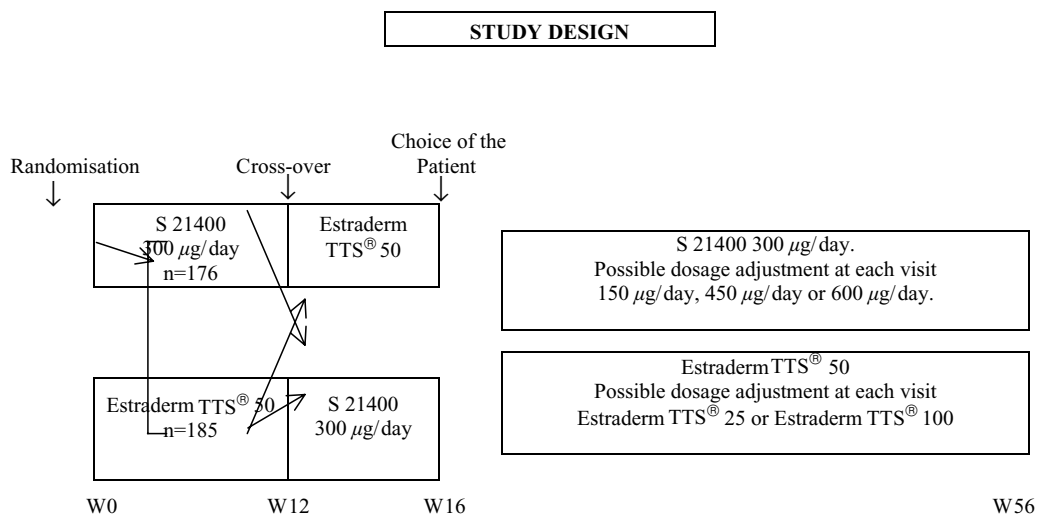 STUDY DESIGN
Choice of the
Patient
Randomisation
Cross-over
S 21400
300 µg/day
n=176
Estraderm
TTS® 50
S 21400 300 µg/day.
Possible dosage adjustment at each visit
150 µg/day, 450 µg/day or 600 µg/day.
Estraderm TTS® 50
n=185
S 21400
300 µg/day
Estraderm TTS® 50
Possible dosage adjustment at each visit
Estraderm TTS® 25 or Estraderm TTS® 100
W0
W12
W16
W56